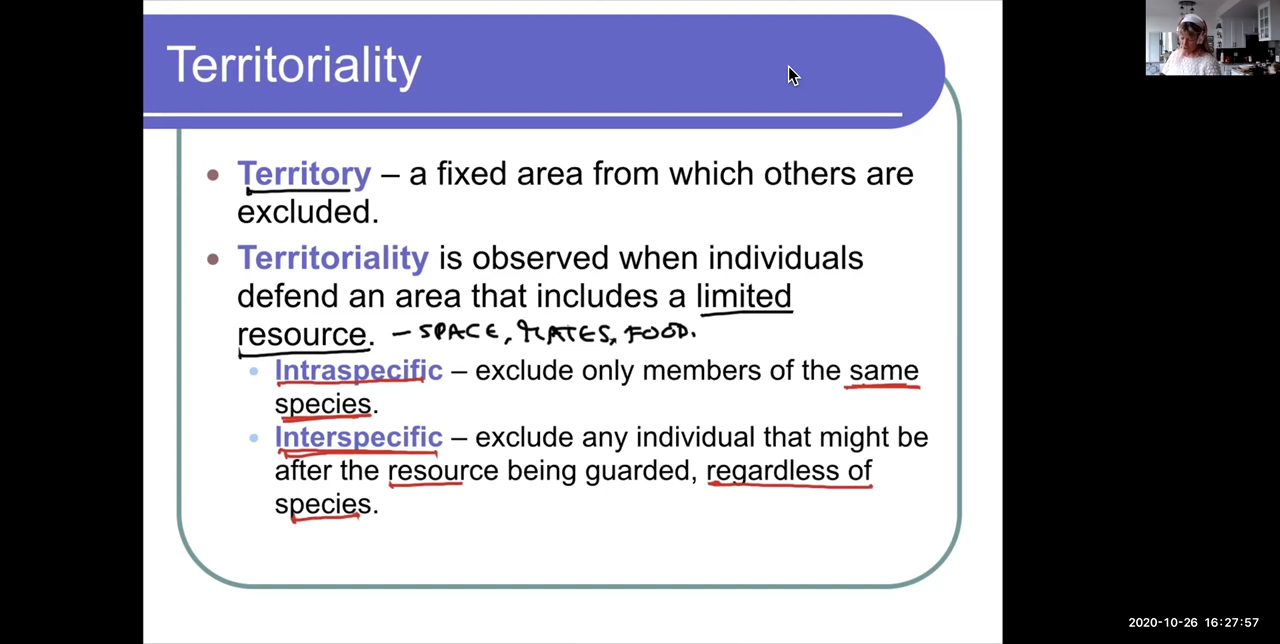 Territoriality
• Territory – a fixed area from which others are
excluded.
• Territoriality is observed when individuals
defend an area that includes a limited
resource. – SPACE, MATES, FOOD.
• Intraspecific – exclude only members of the same
species.
• Interspecific – exclude any individual that might be
after the resource being guarded, regardless of
species.
2020-10-26 16:27:57